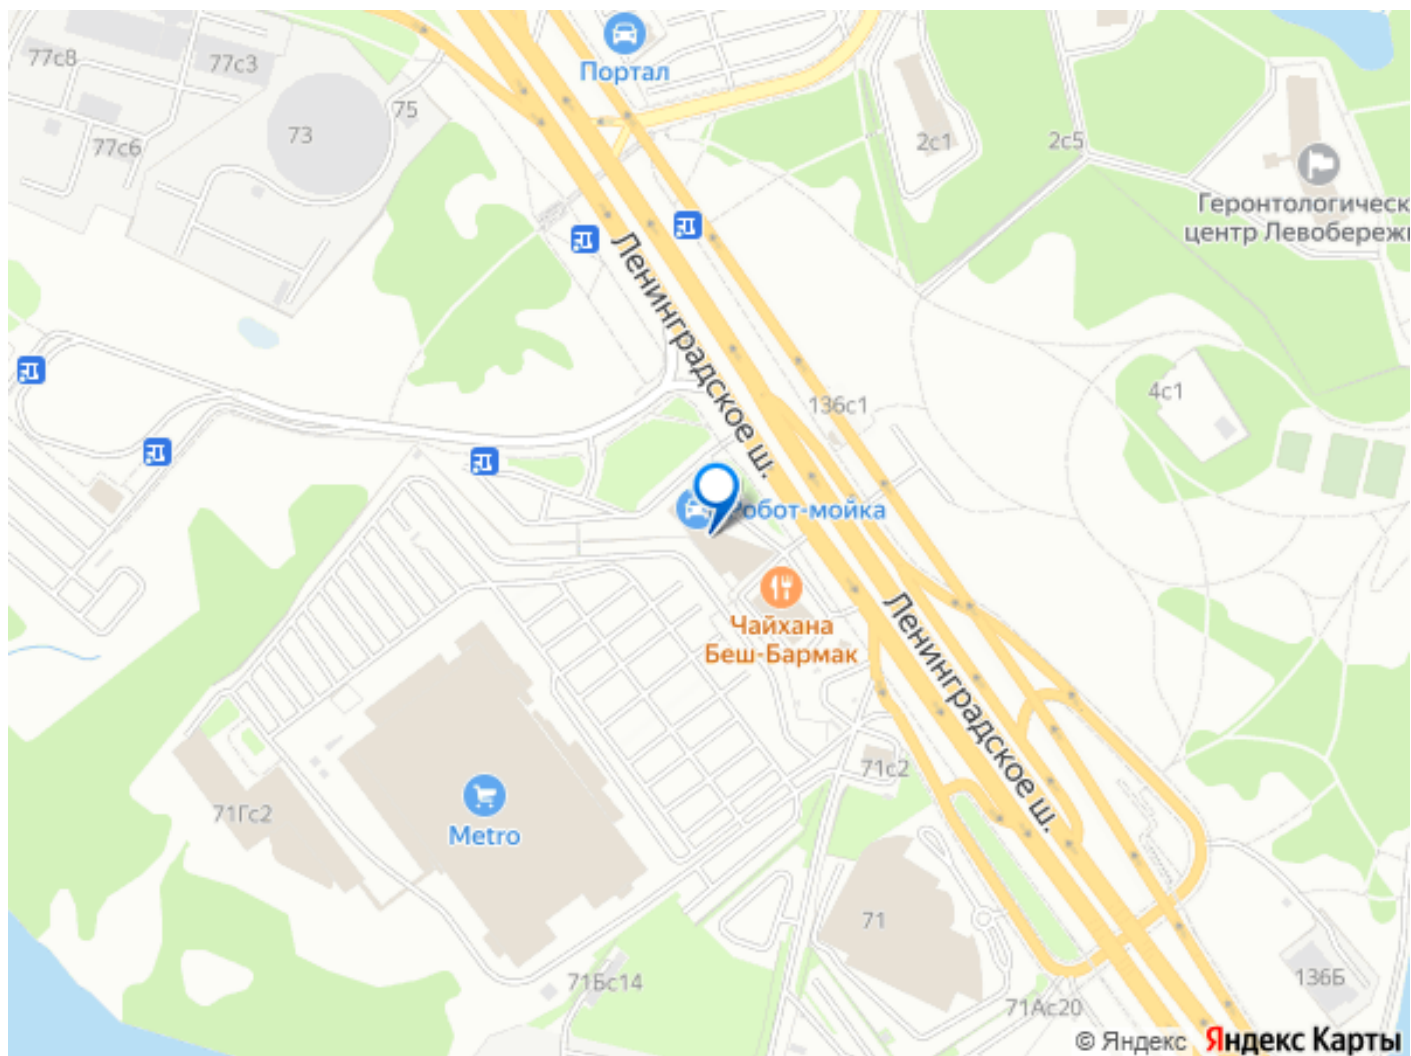 77с8
77с3
Портал
75
73
77с6
2с1
2с5
Геронтологическ
центр Левобережн
Ленинградское ш.
136с1
4с1
Робот-мойка
Чайхана
Беш-Бармак
Ленинградское ш.
71с2
71Гс2
Metro
71
71Бс14
71Ас20
136Б
© Яндекс Яндекс Карты